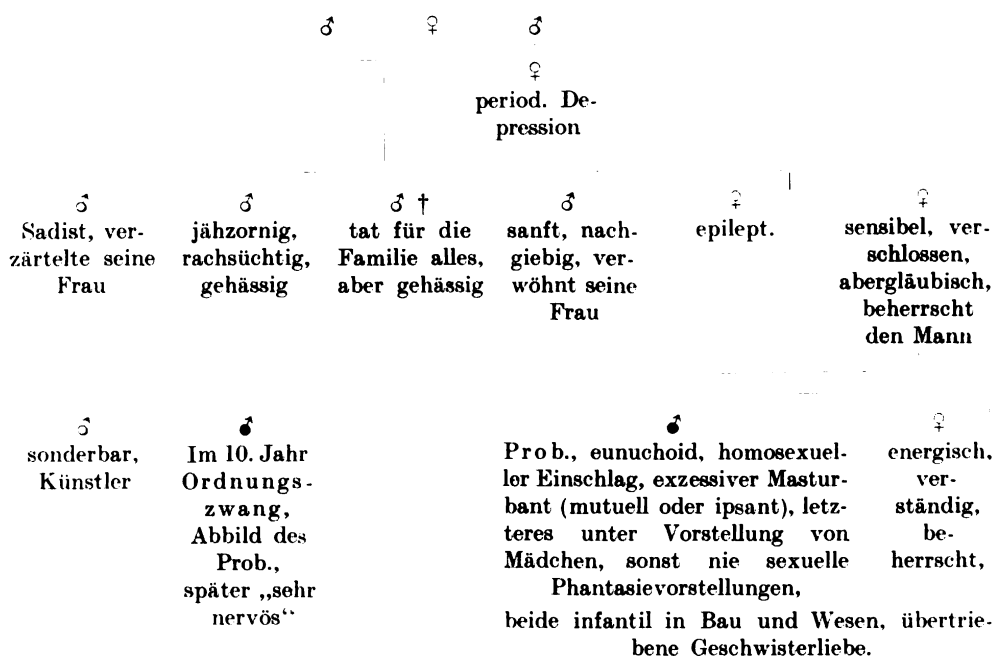 ♂ ♀ ♂
♀
period. De-
pression
♂
Sadist, ver-
zärtelte seine
Frau
♂
jähzornig,
rachsüchtig,
gehässig
♂ †
tat für die
Familie alles,
aber gehässig
♂
sanft, nach-
giebig, ver-
wöhnt seine
Frau
♀
epilept.
♀
sensibel, ver-
schlossen,
abergläubisch,
beherrscht
den Mann
♂
sonderbar,
Künstler
♂
Im 10. Jahr
Ordnungs-
zwang,
Abbild des
Prob.,
später „sehr
nervös“
♂
Prob., eunuchoid, homosexuel-
ler Einschlag, exzessiver Mastur-
bant (mutuell oder ipsant), letz-
teres unter Vorstellung von
Mädchen, sonst nie sexuelle
Phantasievorstellungen,
♀
energisch,
ver-
ständig,
be-
herrscht,
beide infantil in Bau und Wesen, übertrie-
bene Geschwisterliebe.